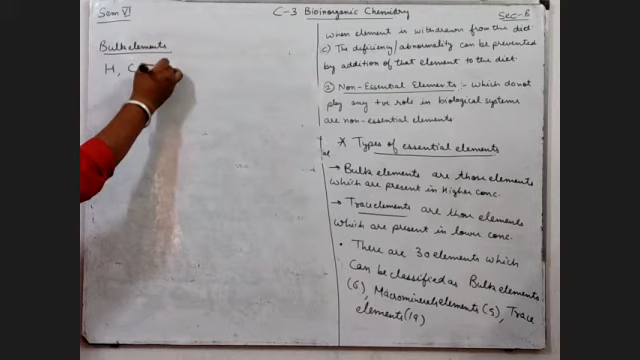 Sem VI
C-3 Bioinorganic Chemistry
Sec-B
Bulk elements
H, C
when element is withdrawn from the diet
c) The deficiency/abnormality can be prevented
by addition of that element to the diet.
② Non-Essential Elements :- which do not
play any +ve role in biological systems
are non-essential elements
* Types of essential elements
→ Bulk elements are those elements
which are present in Higher conc.
→ Trace elements are those elements
which are present in lower conc.
• There are 30 elements which
Can be classified as Bulk elements
(6), Macrominerals elements (5), Trace
elements (19)